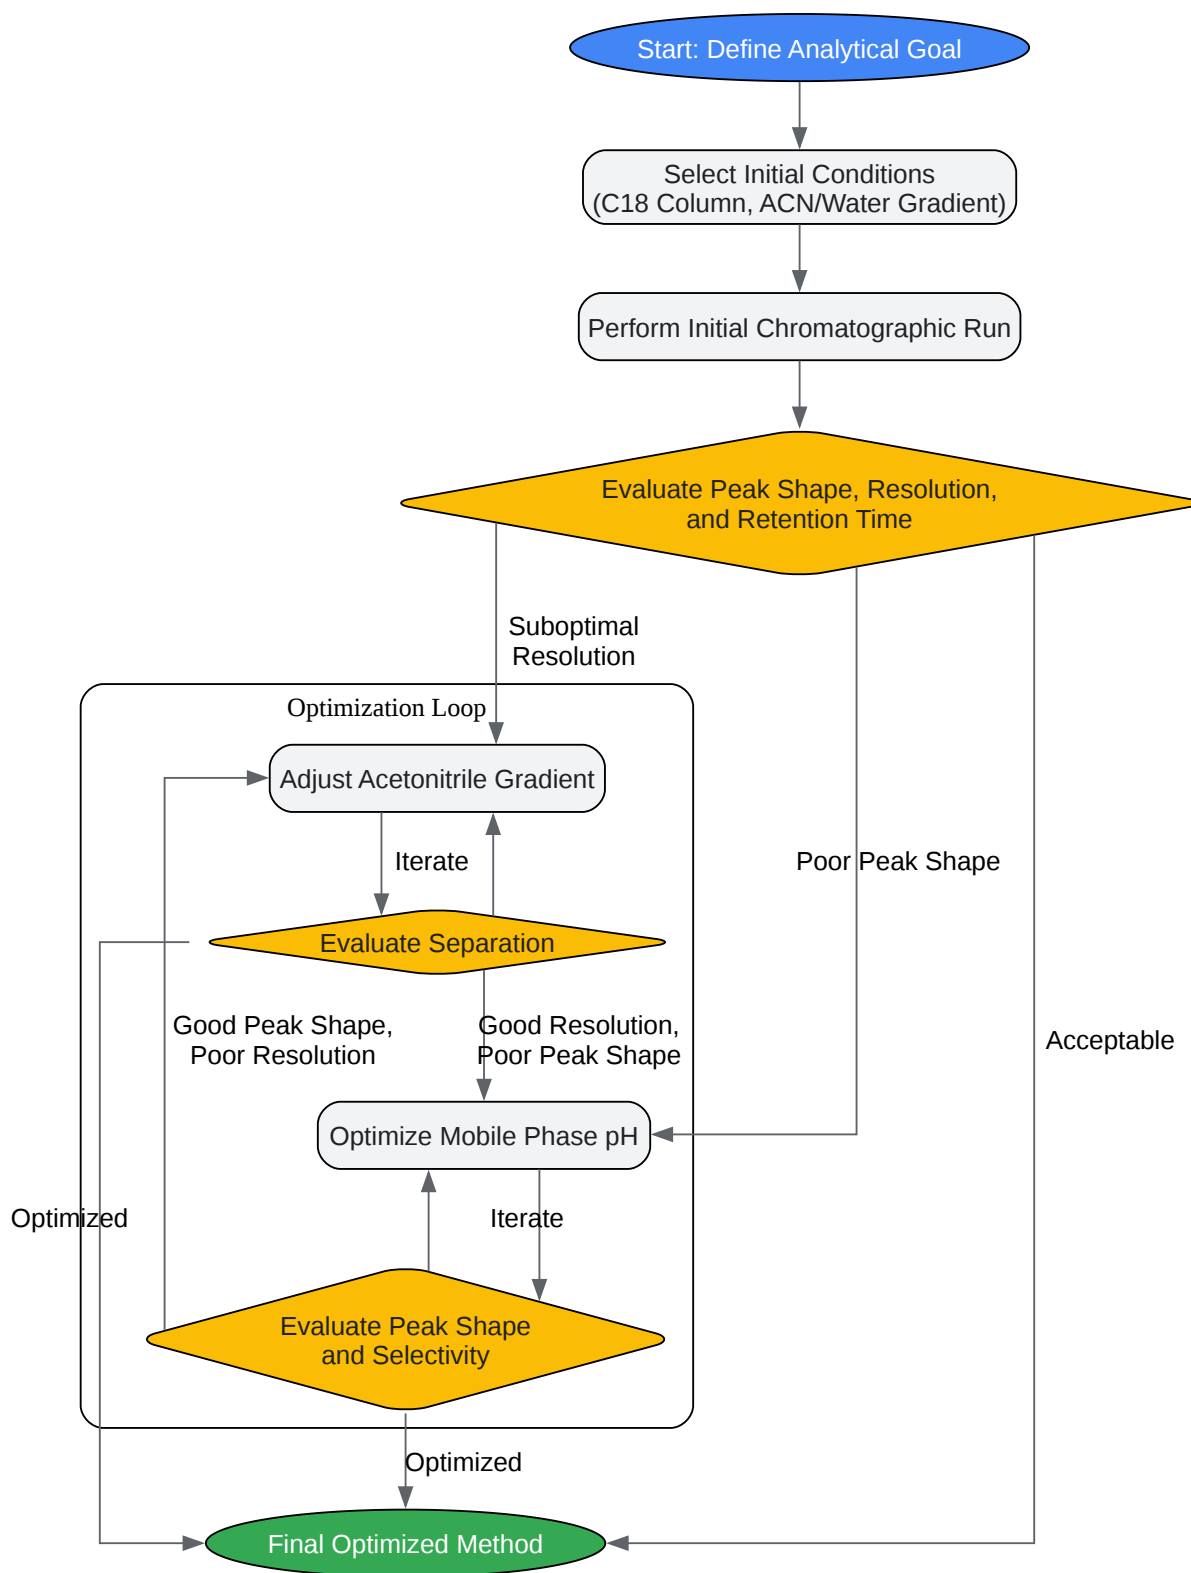 Start: Define Analytical Goal
Select Initial Conditions
(C18 Column, ACN/Water Gradient)
Perform Initial Chromatographic Run
Evaluate Peak Shape, Resolution,
and Retention Time
Suboptimal
Resolution
Optimization Loop
Adjust Acetonitrile Gradient
Iterate
Poor Peak Shape
Evaluate Separation
Good Peak Shape,
Poor Resolution
Good Resolution,
Poor Peak Shape
Acceptable
Optimize Mobile Phase pH
Optimized
Iterate
Evaluate Peak Shape
and Selectivity
Optimized
Final Optimized Method